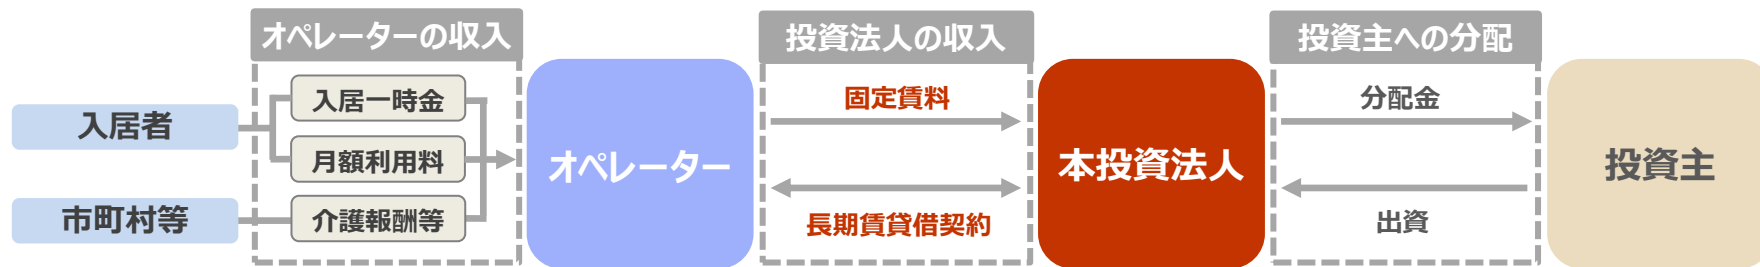 オペレーターの収入
投資法人の収入
投資主への分配
入居者
市町村等
入居一時金
月額利用料
介護報酬等
オペレーター
固定賃料
長期賃貸借契約
本投資法人
分配金
出資
投資主